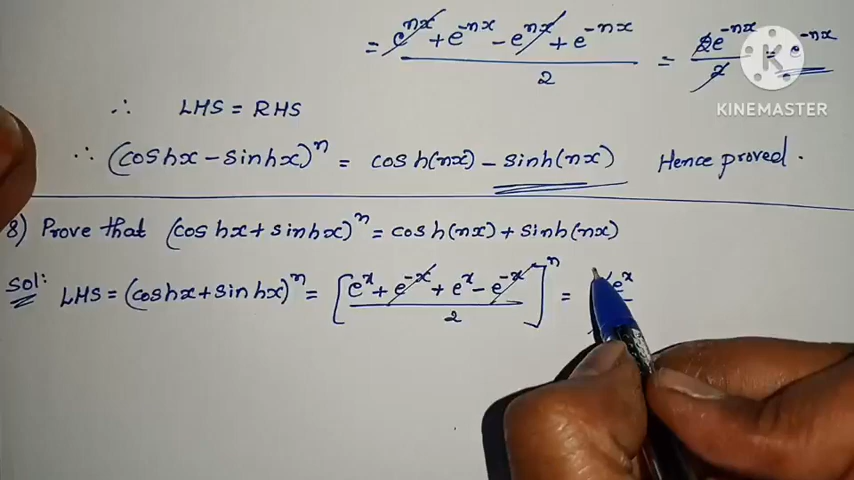 = e^{nx} + e^{-nx} - e^{nx} + e^{-nx} / 2 = 2e^{-nx} / 2 = e^{-nx}
KINEMASTER
∴ LHS = RHS
∴ (coshx - sinhx)^n = cosh(nx) - sinh(nx) Hence proved.
8) Prove that (coshx + sinhx)^n = cosh(nx) + sinh(nx)
Sol: LHS = (coshx + sinhx)^n = [e^x + e^{-x} + e^x - e^{-x} / 2]^n = e^x